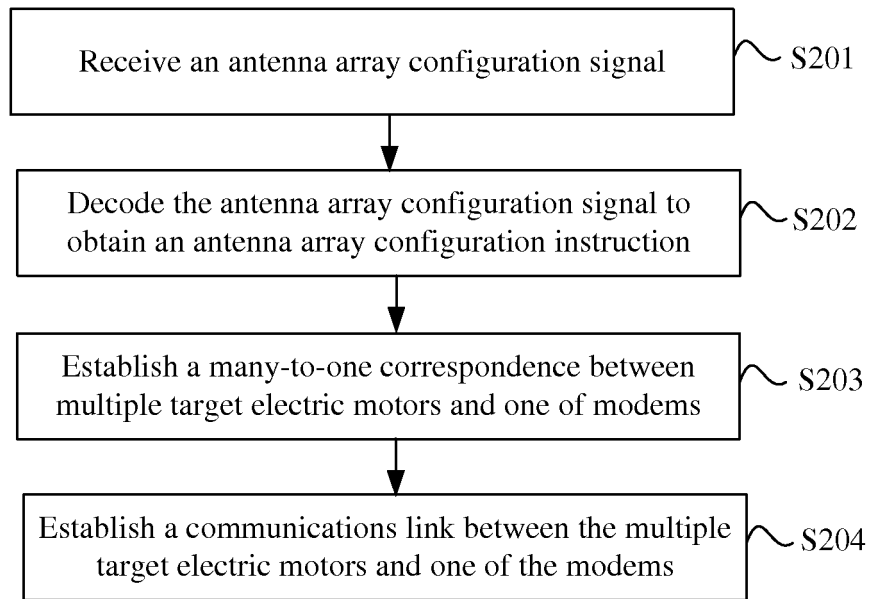 Receive an antenna array configuration signal
S201
Decode the antenna array configuration signal to
obtain an antenna array configuration instruction
S202
Establish a many-to-one correspondence between
multiple target electric motors and one of modems
S203
Establish a communications link between the multiple
target electric motors and one of the modems
S204